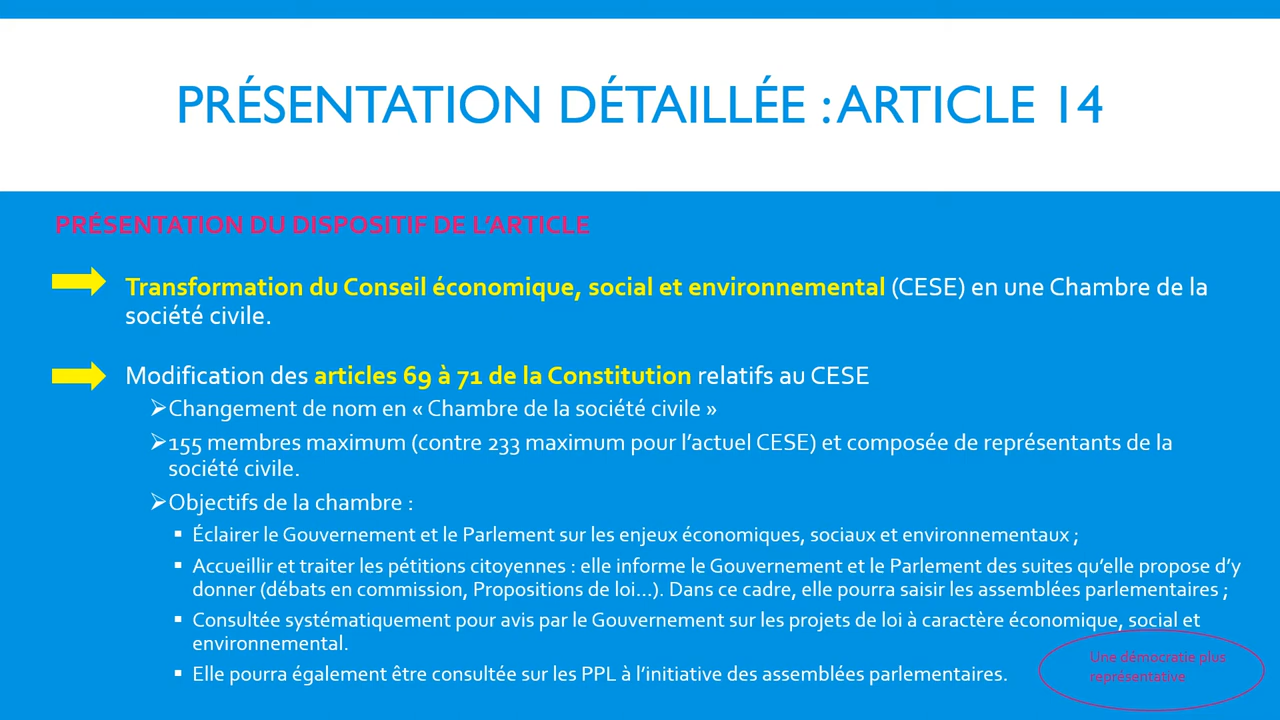 PRÉSENTATION DÉTAILLÉE : ARTICLE 14
PRÉSENTATION DU DISPOSITIF DE L'ARTICLE
Transformation du Conseil économique, social et environnemental (CESE) en une Chambre de la
société civile.
Modification des articles 69 à 71 de la Constitution relatifs au CESE
Changement de nom en « Chambre de la société civile »
155 membres maximum (contre 233 maximum pour l'actuel CESE) et composée de représentants de la
société civile.
Objectifs de la chambre :
Éclairer le Gouvernement et le Parlement sur les enjeux économiques, sociaux et environnementaux ;
Accueillir et traiter les pétitions citoyennes : elle informe le Gouvernement et le Parlement des suites qu'elle propose d'y
donner (débats en commission, Propositions de loi...). Dans ce cadre, elle pourra saisir les assemblées parlementaires ;
Consultée systématiquement pour avis par le Gouvernement sur les projets de loi à caractère économique, social et
environnemental.
Elle pourra également être consultée sur les PPL à l'initiative des assemblées parlementaires.
Une démocratie plus
représentative